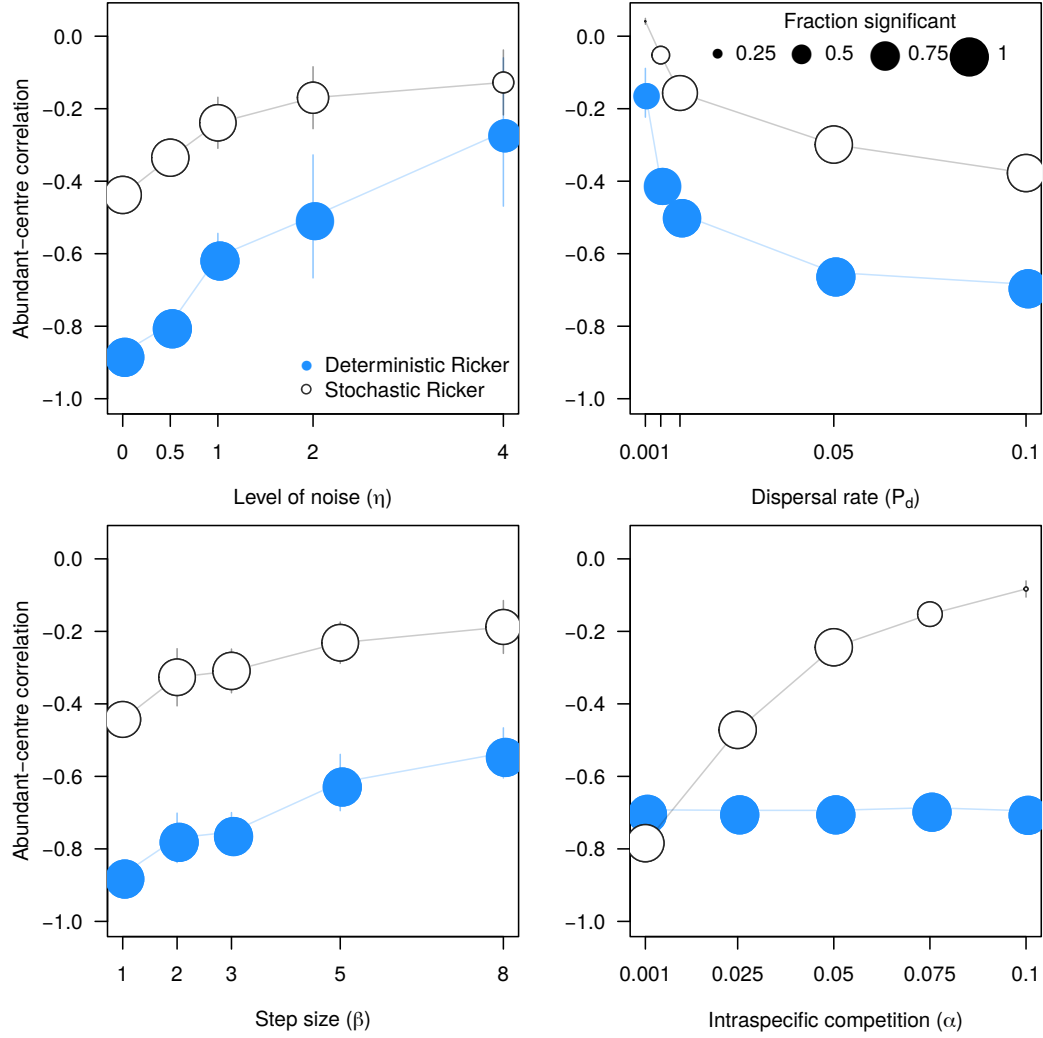 Abundant−centre correlation
0.0
−0.2
−0.4
−0.6
−0.8
−1.0
Deterministic Ricker
Stochastic Ricker
0 0.5 1 2 4
Level of noise (η)
0.0
−0.2
−0.4
−0.6
−0.8
−1.0
Fraction significant
0.25 0.5 0.75 1
0.001 0.05 0.1
Dispersal rate (Pd)
Abundant−centre correlation
0.0
−0.2
−0.4
−0.6
−0.8
−1.0
1 2 3 5 8
Step size (β)
0.0
−0.2
−0.4
−0.6
−0.8
−1.0
0.001 0.025 0.05 0.075 0.1
Intraspecific competition (α)